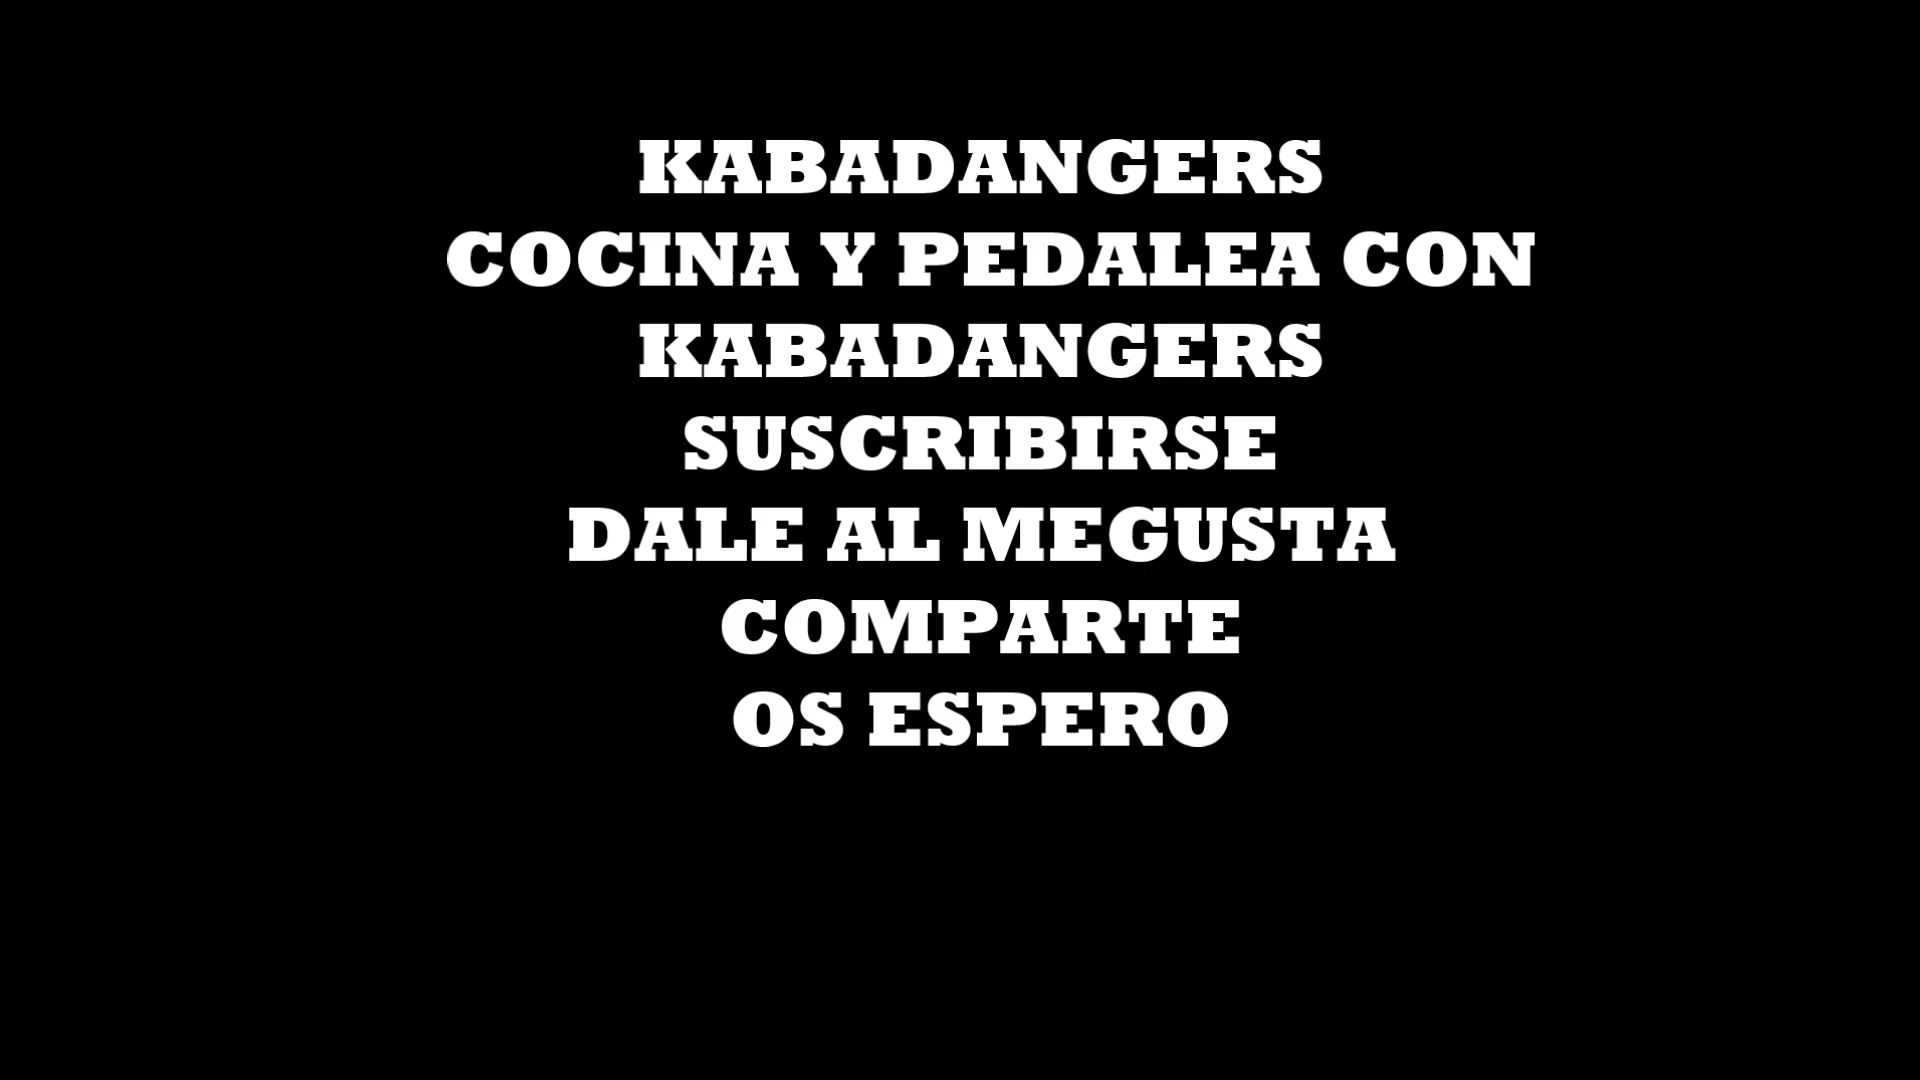 KABADANGERS
COCINA Y PEDALEA CON
KABADANGERS
SUSCRIBIRSE
DALE AL MEGUSTA
COMPARTE
OS ESPERO